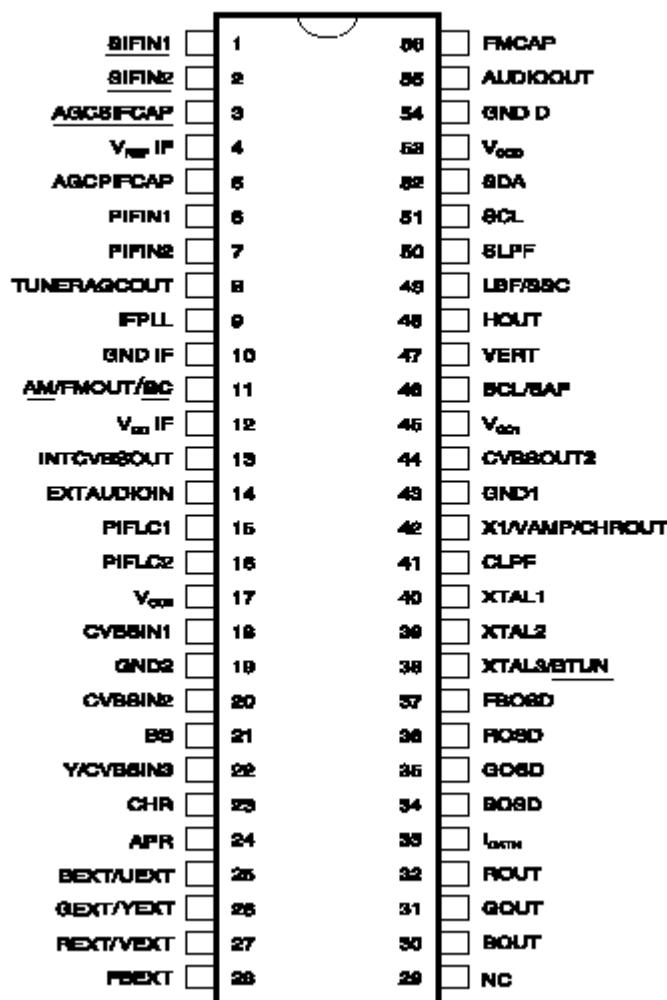 SIFIN1 1 56 FMCAP
SIFIN2 2 55 AUDIOOUT
AGCSIFCAP 3 54 GND D
VREF IF 4 53 VCCD
AGCPIFCAP 5 52 SDA
PIFIN1 6 51 SCL
PIFIN2 7 50 SLPF
TUNERAGCOUT 8 49 LBF/SSC
IFPLL 9 48 HOUT
GND IF 10 47 VERT
AM/FMOUT/SC 11 46 BCL/SAF
VCC IF 12 45 VCC1
INTCVBSOUT 13 44 CVBSOUT2
EXTAUDIOIN 14 43 GND1
PIFLC1 15 42 X1/VAMP/CHROUT
PIFLC2 16 41 CLPF
VCC2 17 40 XTAL1
CVBSIN1 18 39 XTAL2
GND2 19 38 XTAL3/BTUN
CVBSIN2 20 37 FBOSD
BS 21 36 ROSD
Y/CVBSIN3 22 35 GOSD
CHR 23 34 BOSD
APR 24 33 ICATH
BEXT/UEXT 25 32 ROUT
GEXT/YEXT 26 31 GOUT
REXT/VEXT 27 30 BOUT
FBEXT 28 29 NC